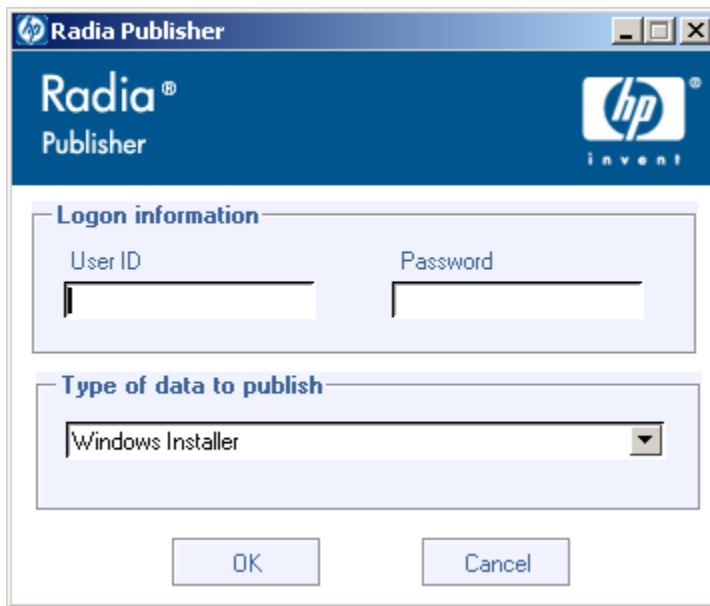 Radia Publisher
Radia ®
Publisher
hp ®
invent
Logon information
User ID Password
Type of data to publish
Windows Installer
OK Cancel